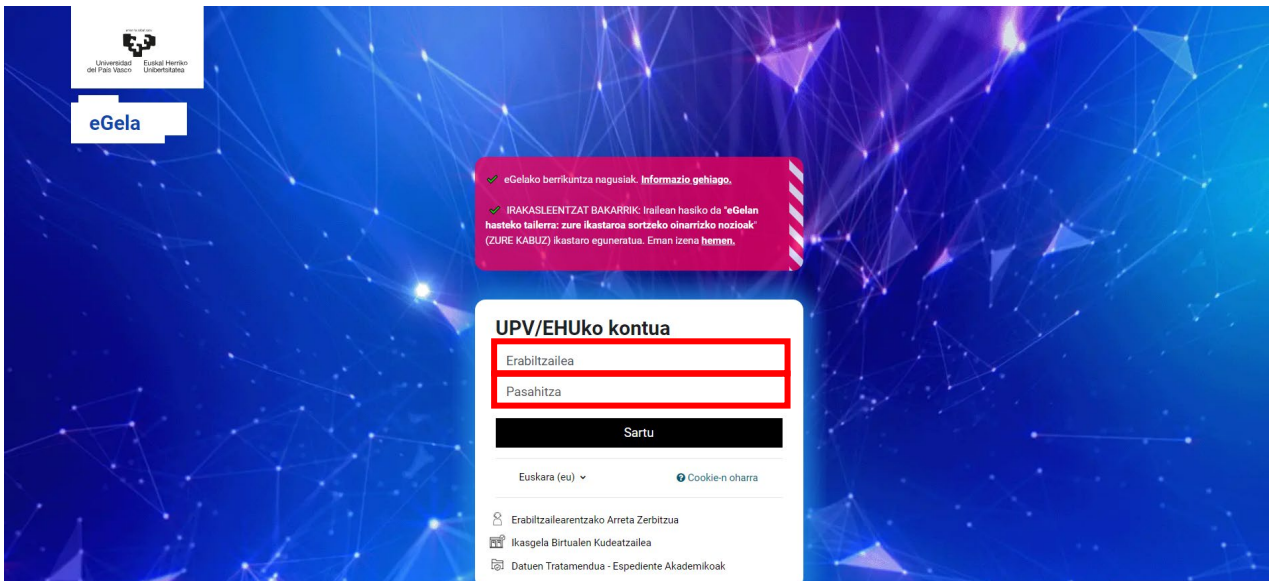 Universidad Euskal Herriko
del País Vasco Unibertsitatea
eGela
eGelako berrikuntza nagusiak. Informazio gehiago.
IRAKASLEENTZAT BAKARRIK: Irailean hasiko da "eGelan
hasteko tailerra: zure ikastaroa sortzeko oinarrizko nozioak"
(ZURE KABUZ) ikastaro eguneratua. Eman izena hemen.
UPV/EHUko kontua
Erabiltzailea
Pasahitza
Sartu
Euskara (eu)
Cookie-n oharra
Erabiltzailearentzako Arreta Zerbitzua
Ikasgela Birtualen Kudeatzailea
Datuen Tratamendua - Espediente Akademikoak